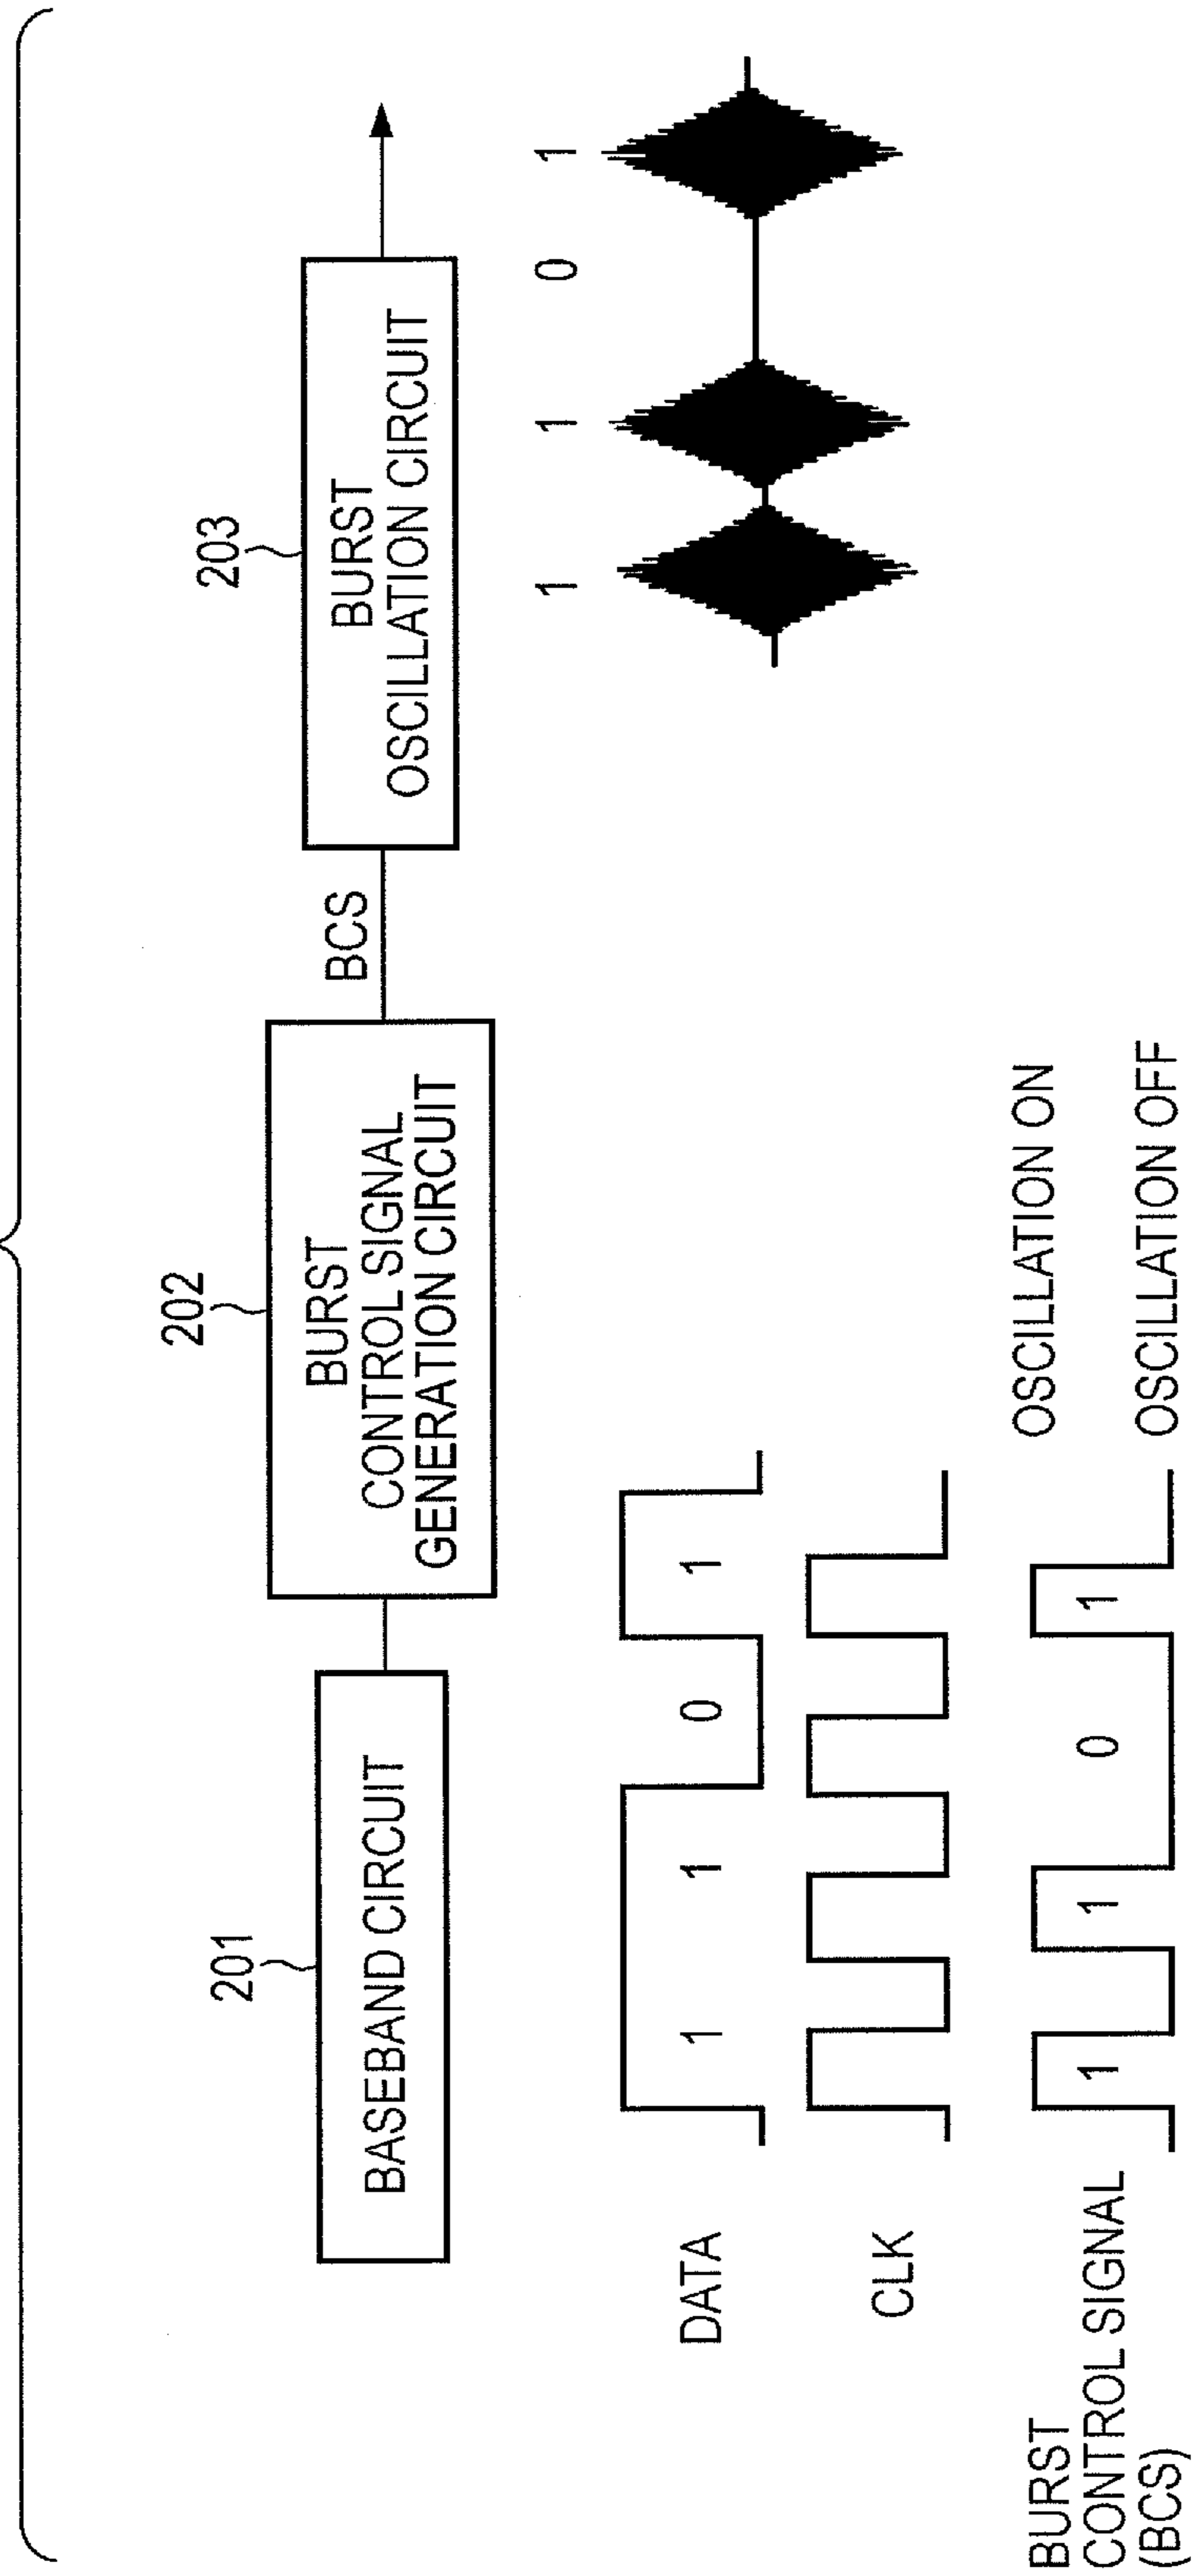 201
202
203
BASEBAND CIRCUIT
BURST
CONTROL SIGNAL
GENERATION CIRCUIT
BCS
BURST
OSCILLATION CIRCUIT
1 1 0 1
DATA
1 1 0 1
CLK
BURST
CONTROL SIGNAL
(BCS)
1 1 0 1
OSCILLATION ON
OSCILLATION OFF